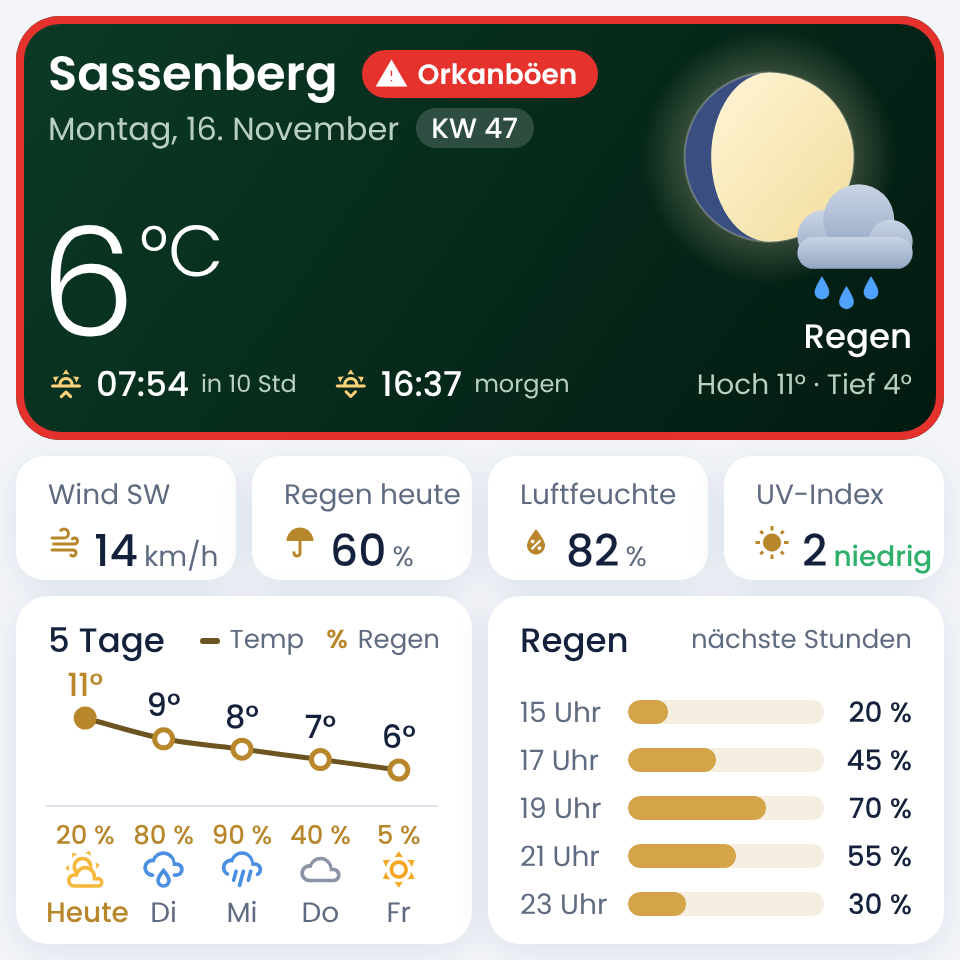 Sassenberg
Orkanböen
Montag, 16. November
KW 47
6°C
Regen
07:54 in 10 Std
16:37 morgen
Hoch 11° · Tief 4°
Wind SW
14 km/h
Regen heute
60 %
Luftfeuchte
82 %
UV-Index
2 niedrig
5 Tage
Temp
% Regen
11° 9° 8° 7° 6°
20 % 80 % 90 % 40 % 5 %
Heute Di Mi Do Fr
Regen
nächste Stunden
15 Uhr 20 %
17 Uhr 45 %
19 Uhr 70 %
21 Uhr 55 %
23 Uhr 30 %